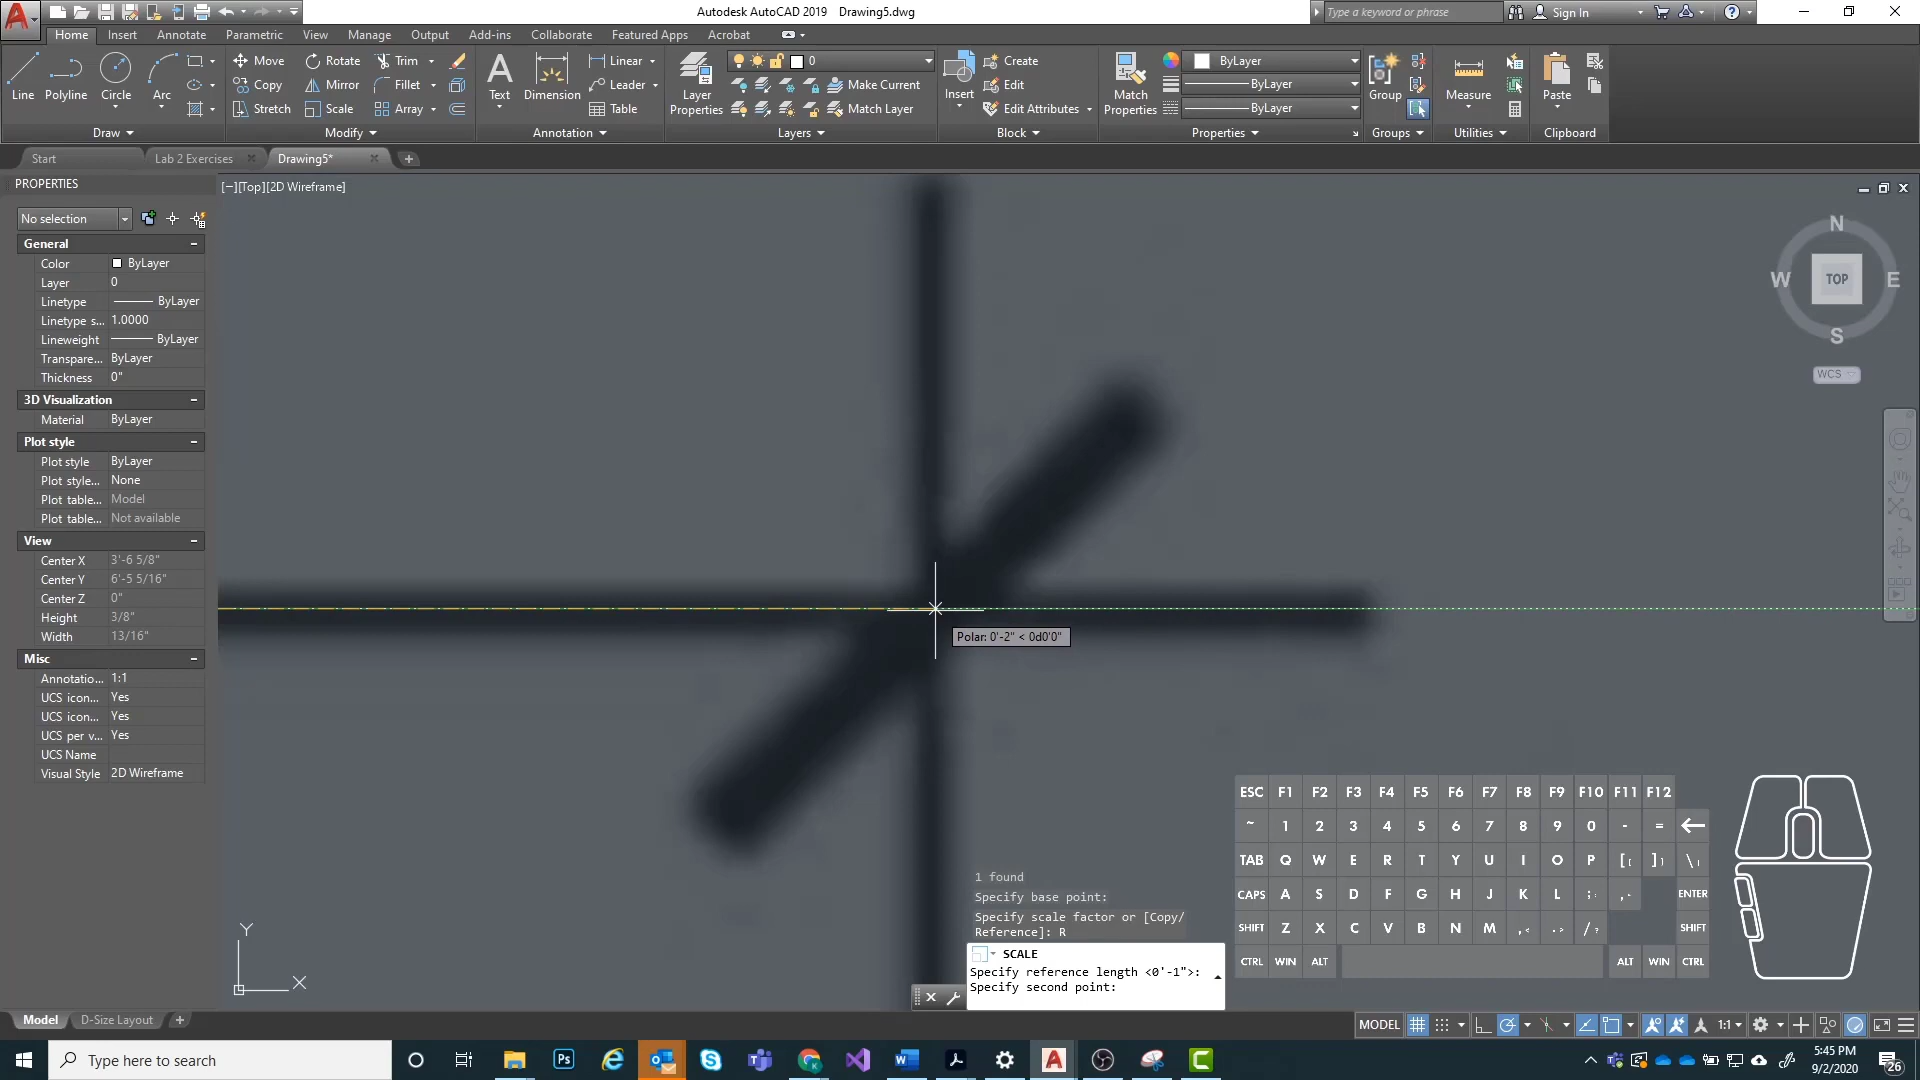 Autodesk AutoCAD 2019 Drawing5.dwg
Type a keyword or phrase
Sign In
Home Insert Annotate Parametric View Manage Output Add-ins Collaborate Featured Apps Acrobat
Line Polyline Circle Arc
Move Rotate Trim
Copy Mirror Fillet
Stretch Scale Array
Text Dimension
Linear
Leader
Table
Layer Properties
0
Make Current
Match Layer
Insert
Create
Edit
Edit Attributes
Match Properties
ByLayer
ByLayer
ByLayer
Group Measure Paste
Draw Modify Annotation Layers Block Properties Groups Utilities Clipboard
Start Lab 2 Exercises Drawing5*
PROPERTIES
[−][Top][2D Wireframe]
No selection
General
Color ByLayer
Layer 0
Linetype ByLayer
Linetype s... 1.0000
Lineweight ByLayer
Transpare... ByLayer
Thickness 0"
3D Visualization
Material ByLayer
Plot style
Plot style ByLayer
Plot style... None
Plot table... Model
Plot table... Not available
View
Center X 3'-6 5/8"
Center Y 6'-5 5/16"
Center Z 0"
Height 3/8"
Width 13/16"
Misc
Annotatio... 1:1
UCS icon... Yes
UCS icon... Yes
UCS per v... Yes
UCS Name
Visual Style 2D Wireframe
N
W TOP E
S
WCS
Polar: 0'-2" < 0d0'0"
1 found
Specify base point:
Specify scale factor or [Copy/
Reference]: R
SCALE
Specify reference length <0'-1">:
Specify second point:
Y
X
ESC F1 F2 F3 F4 F5 F6 F7 F8 F9 F10 F11 F12
~ 1 2 3 4 5 6 7 8 9 0 - =
TAB Q W E R T Y U I O P [{ ]} \|
CAPS A S D F G H J K L ;: ENTER
SHIFT Z X C V B N M ,< .> /? SHIFT
CTRL WIN ALT ALT WIN CTRL
Model D-Size Layout
MODEL 1:1
Type here to search
5:45 PM
9/2/2020
26